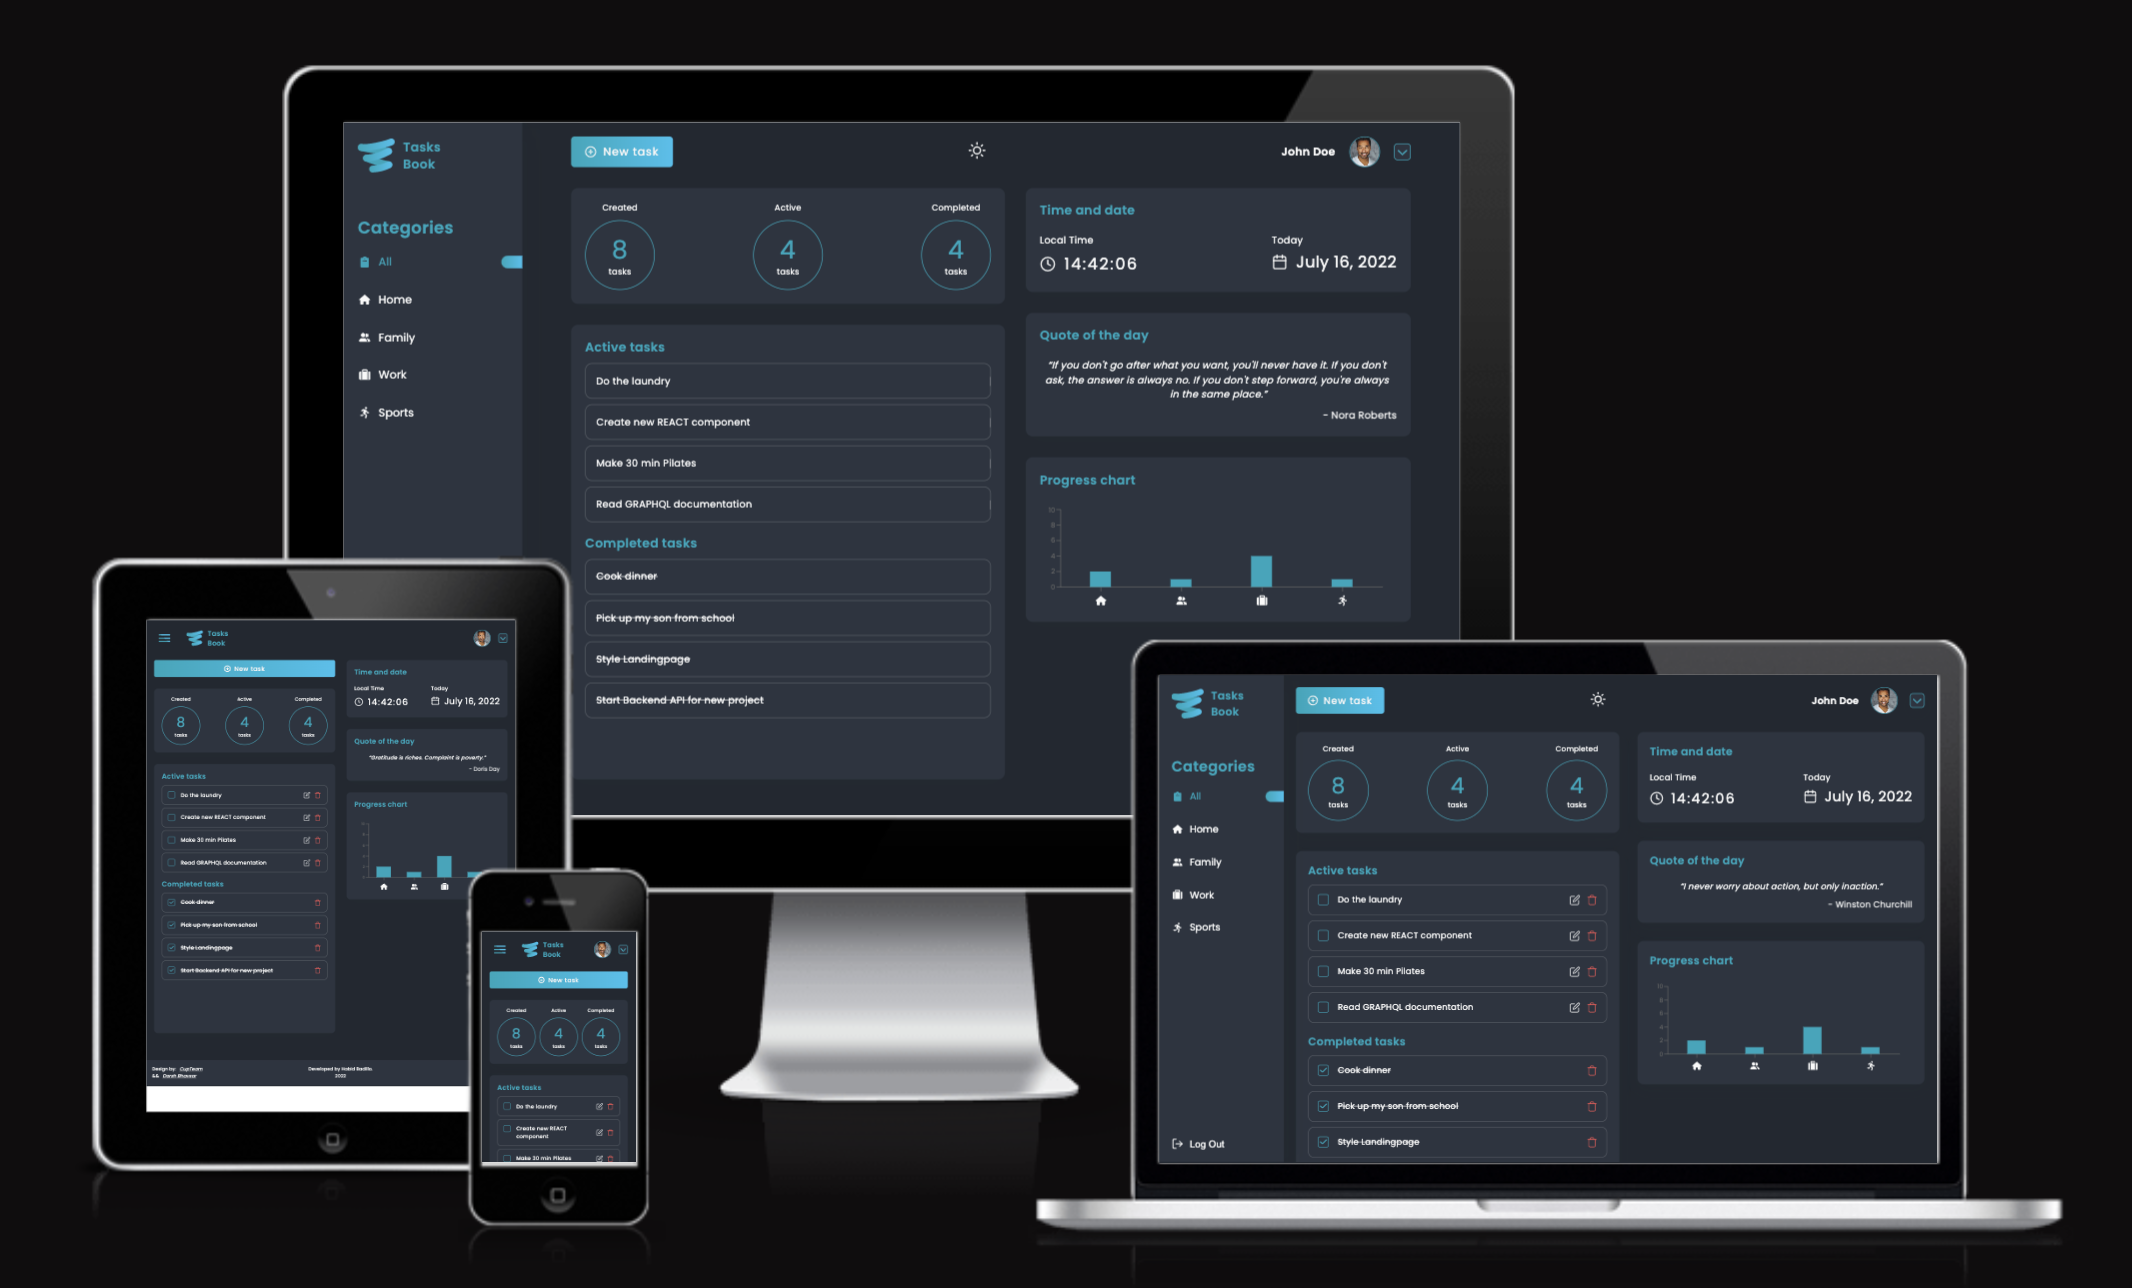 Tasks
Book
New task
John Doe
Categories
All
Home
Family
Work
Sports
Created
Active
Completed
8
tasks
4
tasks
4
tasks
Active tasks
Do the laundry
Create new REACT component
Make 30 min Pilates
Read GRAPHQL documentation
Completed tasks
Cook dinner
Pick up my son from school
Style Landingpage
Start Backend API for new project
Time and date
Local Time
Today
14:42:06
July 16, 2022
Quote of the day
“If you don't go after what you want, you'll never have it. If you don't
ask, the answer is always no. If you don't step forward, you're always
in the same place.”
- Nora Roberts
Progress chart
10
8
6
4
2
0
Tasks
Book
New task
Created
Active
Completed
8
tasks
4
tasks
4
tasks
Active tasks
Do the laundry
Create new REACT component
Make 30 min Pilates
Read GRAPHQL documentation
Completed tasks
Cook dinner
Pick up my son from school
Style Landingpage
Start Backend API for new project
Time and date
Local Time
Today
14:42:06
July 16, 2022
Quote of the day
“Gratitude is riches. Complaint is poverty.”
- Doris Day
Progress chart
Design by: CupTeam
&&
Developed by
2022
Tasks
Book
New task
Created
Active
Completed
8
tasks
4
tasks
4
tasks
Active tasks
Do the laundry
Create new REACT
component
Make 30 min Pilates
Tasks
Book
New task
John Doe
Categories
All
Home
Family
Work
Sports
Log Out
Created
Active
Completed
8
tasks
4
tasks
4
tasks
Active tasks
Do the laundry
Create new REACT component
Make 30 min Pilates
Read GRAPHQL documentation
Completed tasks
Cook dinner
Pick up my son from school
Style Landingpage
Time and date
Local Time
Today
14:42:06
July 16, 2022
Quote of the day
“I never worry about action, but only inaction.”
- Winston Churchill
Progress chart
10
8
6
4
2
0